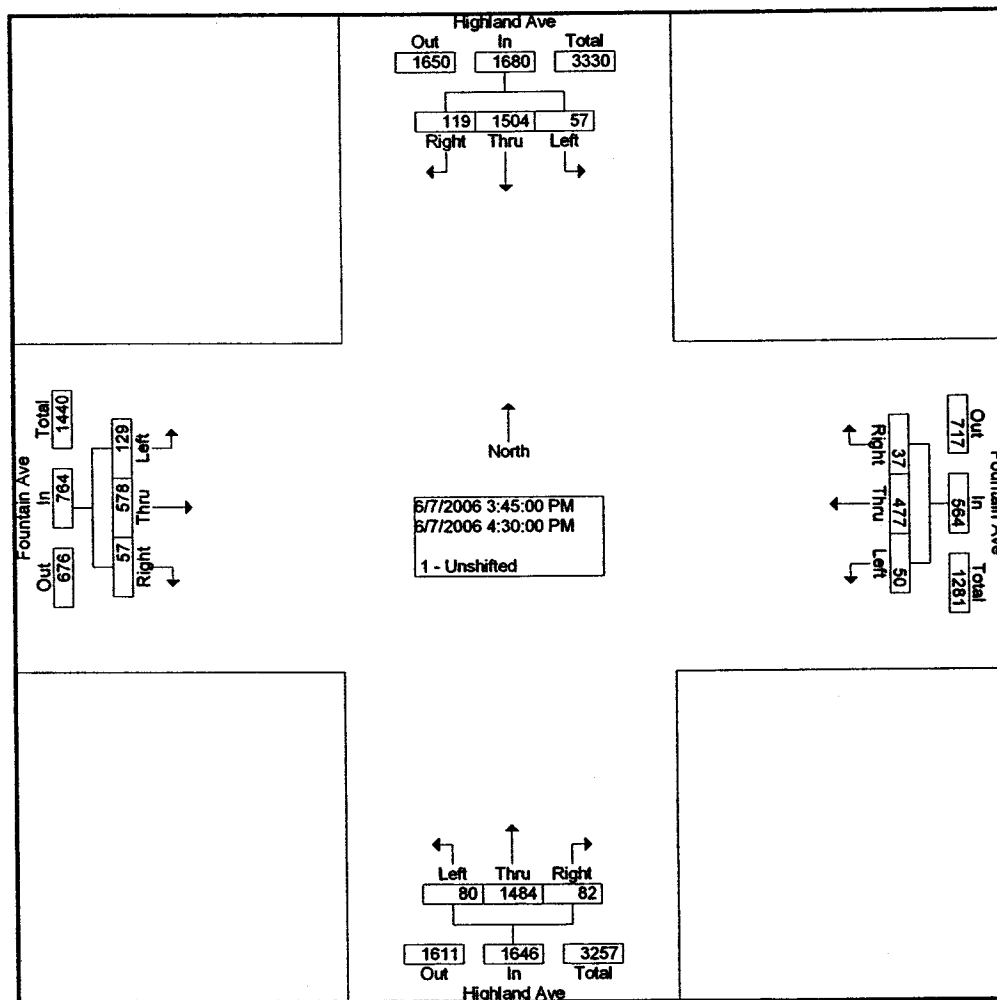 Highland Ave
Out In Total
1650 1680 3330
119 1504 57
Right Thru Left
Fountain Ave
Total In Out
1440 764 676
129 578 57
Left Thru Right
North
6/7/2006 3:45:00 PM
6/7/2006 4:30:00 PM
1 - Unshifted
Right Thru Left
37 477 50
717 564 1281
Out In Total
Fountain Ave
Left Thru Right
80 1484 82
1611 1646 3257
Out In Total
Highland Ave